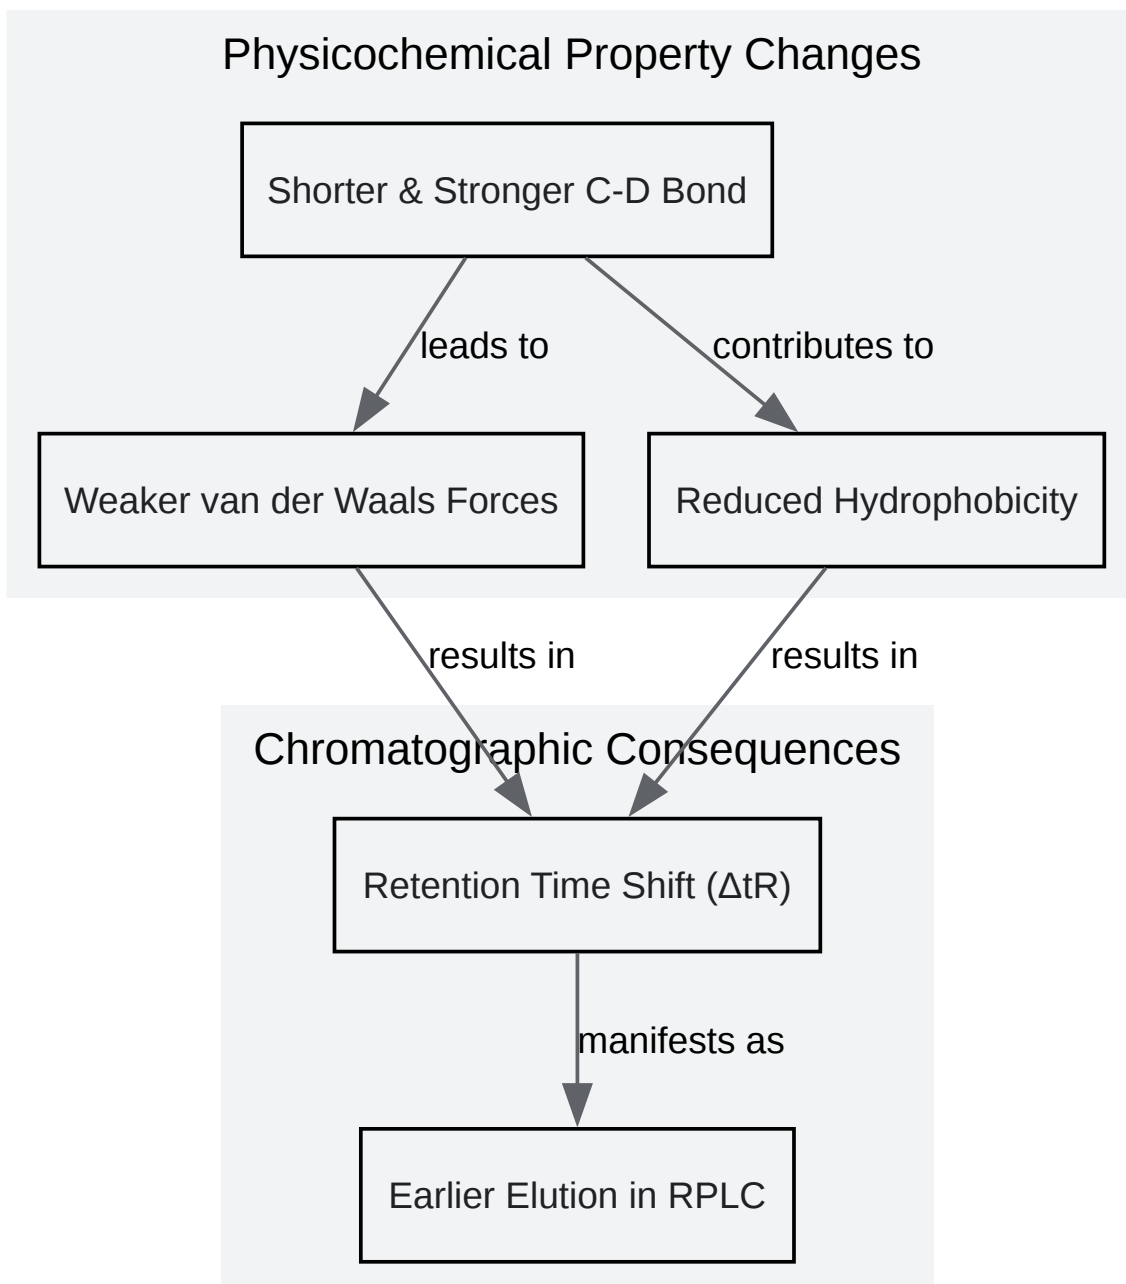 Physicochemical Property Changes
Shorter & Stronger C-D Bond
leads to
contributes to
Weaker van der Waals Forces
Reduced Hydrophobicity
results in
results in
Chromatographic Consequences
Retention Time Shift (ΔtR)
manifests as
Earlier Elution in RPLC